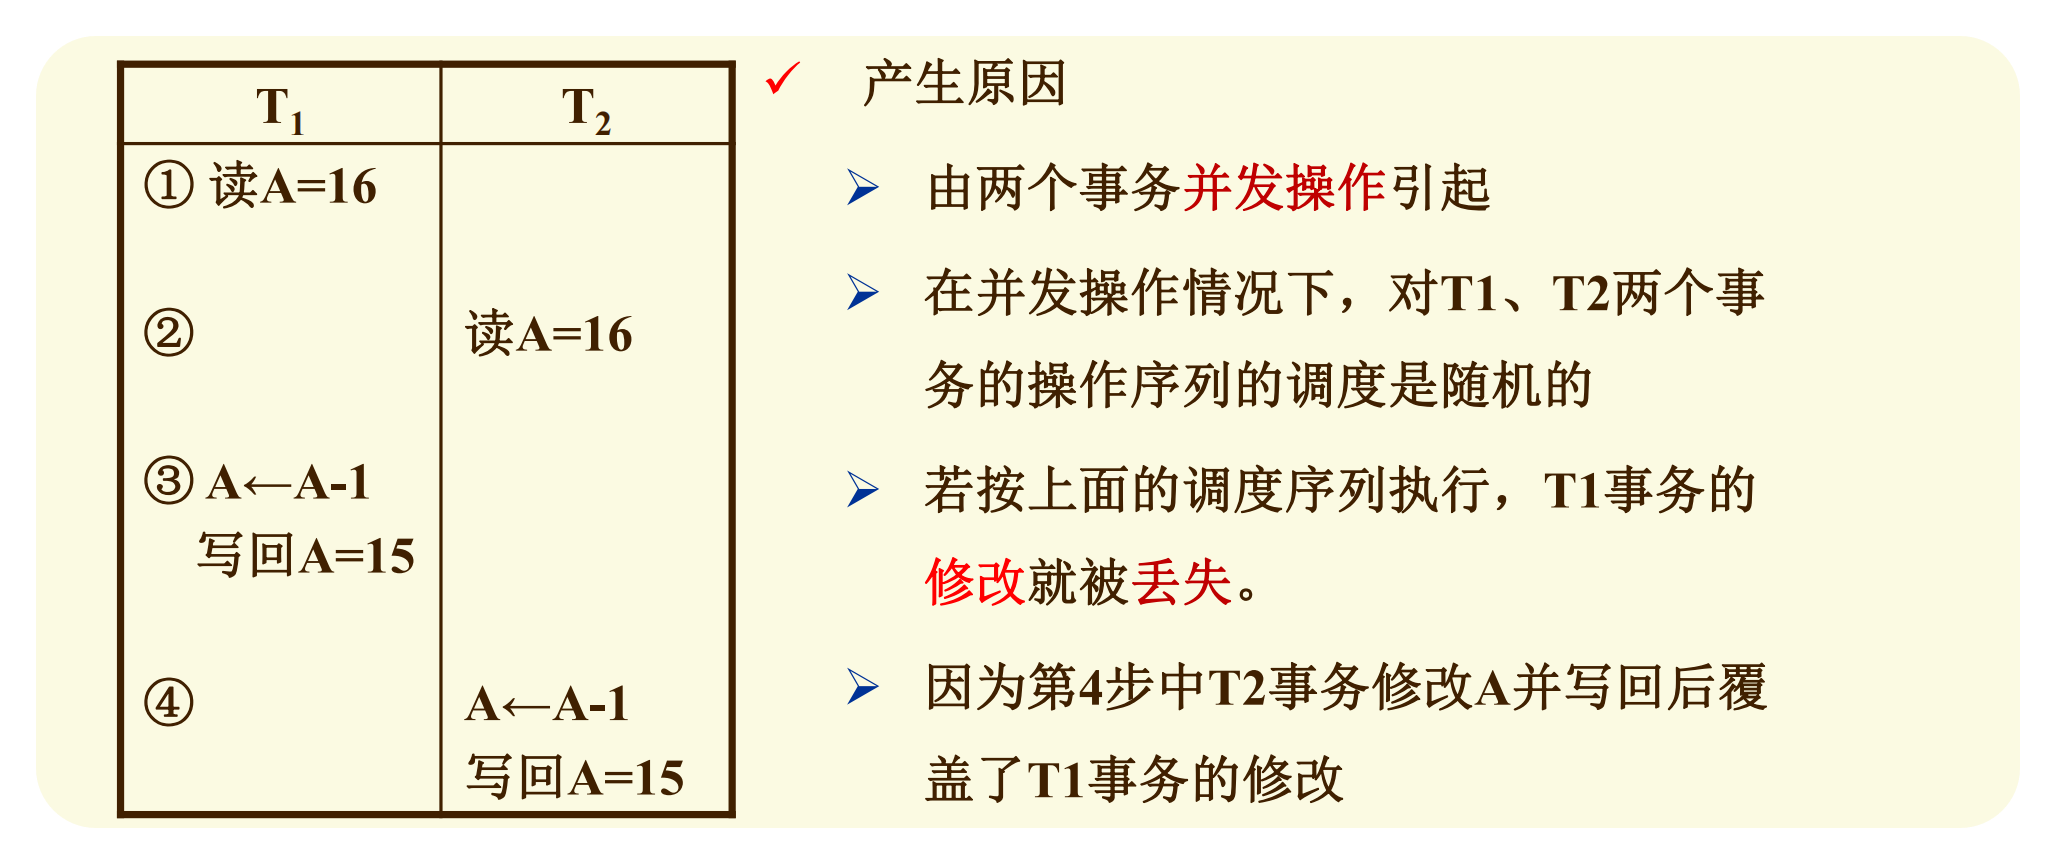 T1 T2
① 读A=16
② 读A=16
③ A←A-1
写回A=15
④ A←A-1
写回A=15
✓ 产生原因
➢ 由两个事务并发操作引起
➢ 在并发操作情况下，对T1、T2两个事
务的操作序列的调度是随机的
➢ 若按上面的调度序列执行，T1事务的
修改就被丢失。
➢ 因为第4步中T2事务修改A并写回后覆
盖了T1事务的修改